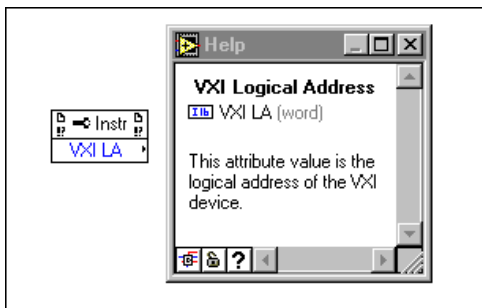 Help
VXI Logical Address
I16 VXI LA (word)
Instr
VXI LA
This attribute value is the
logical address of the VXI
device.
?